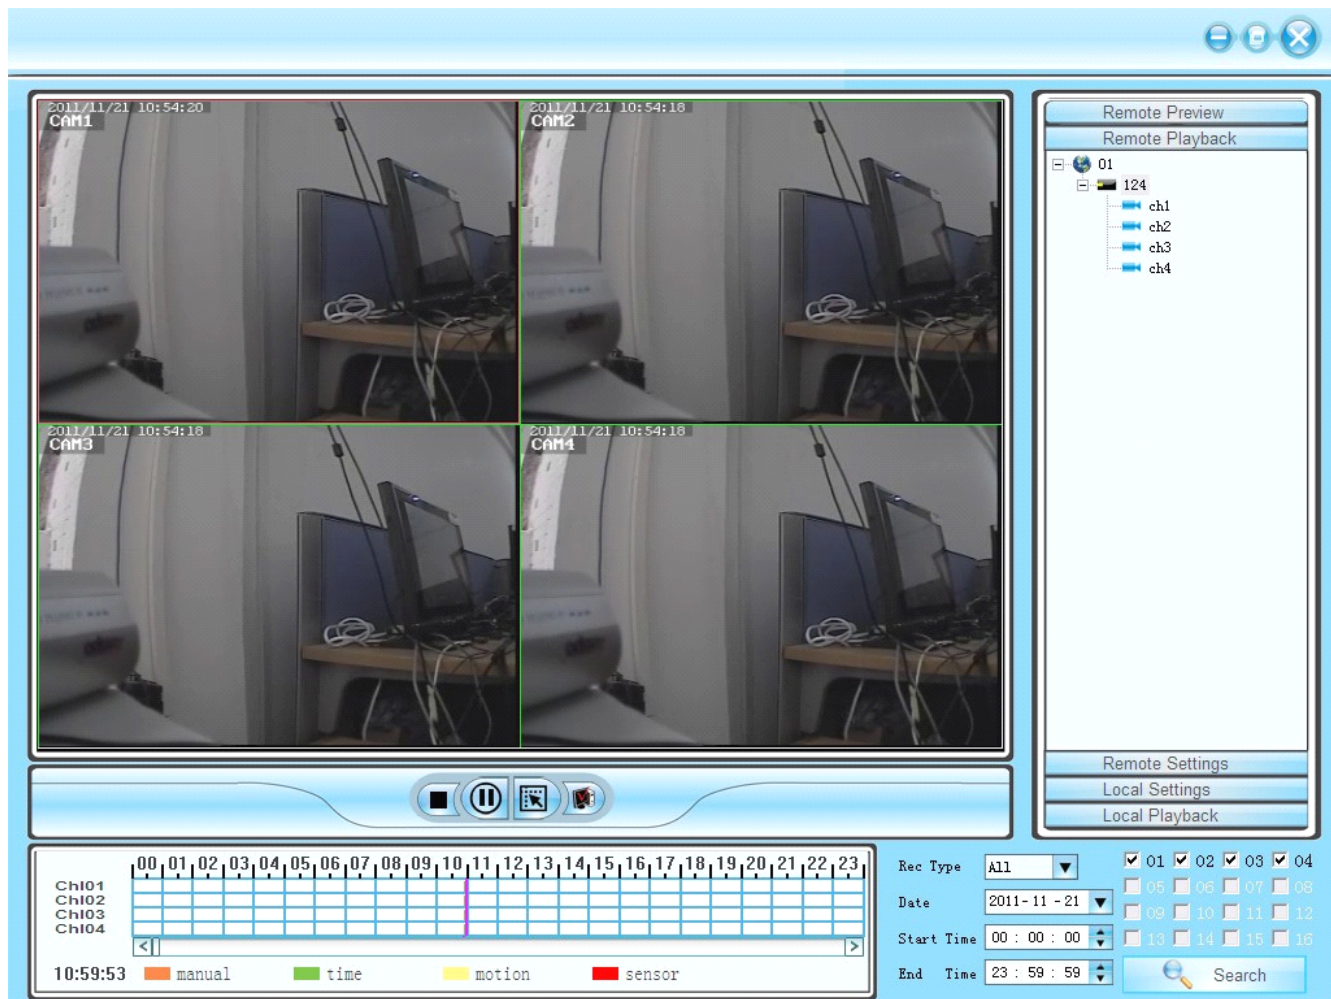 2011/11/21 10:54:20
CAM1
2011/11/21 10:54:18
CAM2
2011/11/21 10:54:18
CAM3
2011/11/21 10:54:18
CAM4
Remote Preview
Remote Playback
01
124
ch1
ch2
ch3
ch4
Remote Settings
Local Settings
Local Playback
00 01 02 03 04 05 06 07 08 09 10 11 12 13 14 15 16 17 18 19 20 21 22 23
Chl01
Chl02
Chl03
Chl04
10:59:53 manual time motion sensor
Rec Type All
Date 2011-11-21
Start Time 00 : 00 : 00
End Time 23 : 59 : 59
01 02 03 04
05 06 07 08
09 10 11 12
13 14 15 16
Search